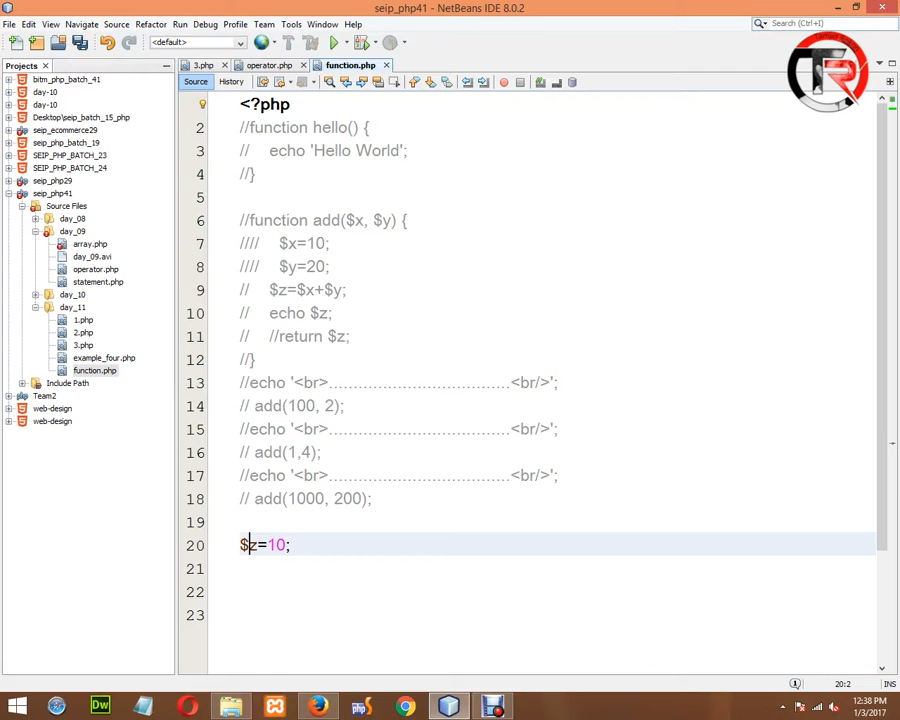 seip_php41 - NetBeans IDE 8.0.2
File Edit View Navigate Source Refactor Run Debug Profile Team Tools Window Help
Search (Ctrl+I)
<default>
Projects
3.php
operator.php
function.php
Source
History
bitm_php_batch_41
day-10
day-10
Desktop\seip_batch_15_php
seip_ecommerce29
seip_php_batch_19
SEIP_PHP_BATCH_23
SEIP_PHP_BATCH_24
seip_php29
seip_php41
Source Files
day_08
day_09
array.php
day_09.avi
operator.php
statement.php
day_10
day_11
1.php
2.php
3.php
example_four.php
function.php
Include Path
Team2
web-design
web-design
<?php
2 //function hello() {
3 //    echo 'Hello World';
4 //}
5
6 //function add($x, $y) {
7 ////    $x=10;
8 ////    $y=20;
9 //    $z=$x+$y;
10 //    echo $z;
11 //    //return $z;
12 //}
13 //echo '<br>......................................<br/>';
14 // add(100, 2);
15 //echo '<br>......................................<br/>';
16 // add(1,4);
17 //echo '<br>......................................<br/>';
18 // add(1000, 200);
19
20 $z=10;
21
22
23
20:2
INS
Dw
12:38 PM
1/3/2017